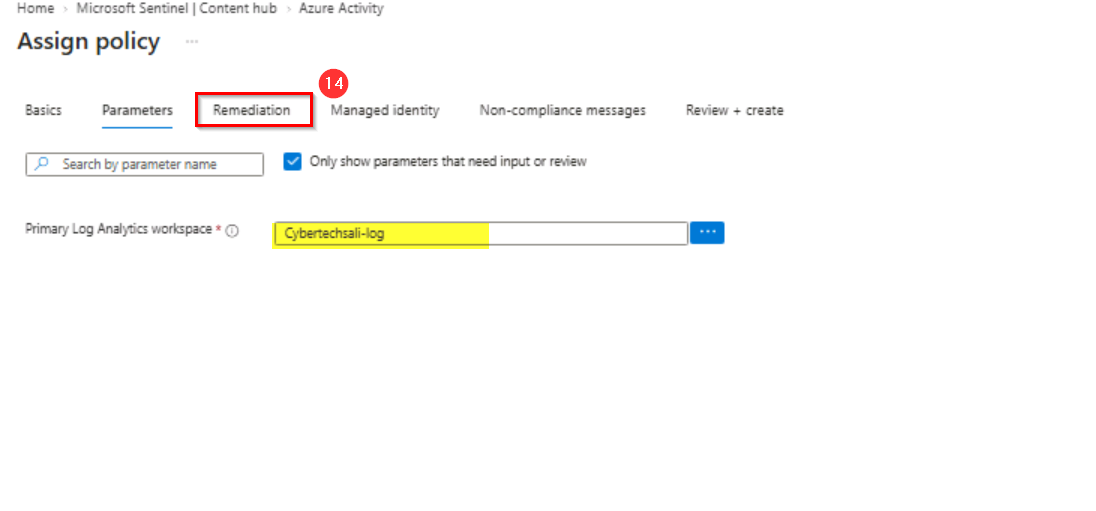 Home > Microsoft Sentinel | Content hub > Azure Activity
Assign policy ...
14
Basics Parameters Remediation Managed identity Non-compliance messages Review + create
Search by parameter name Only show parameters that need input or review
Primary Log Analytics workspace * Cybertechsali-log ...